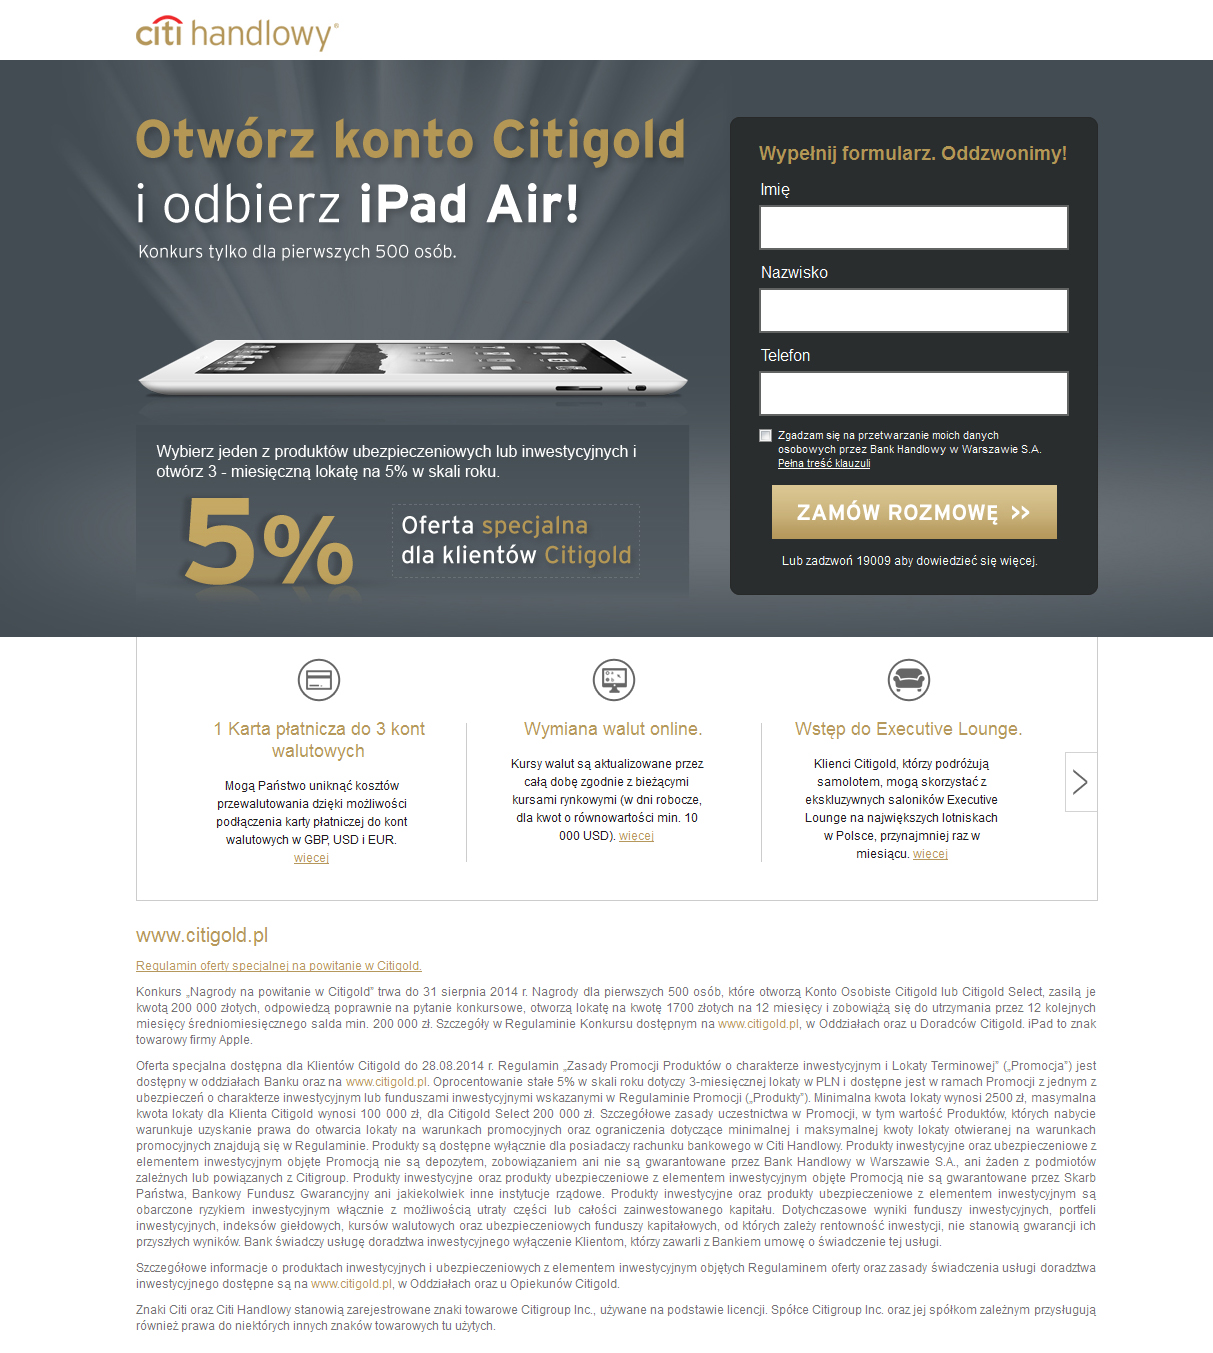 citi handlowy®
Otwórz konto Citigold
i odbierz iPad Air!
Konkurs tylko dla pierwszych 500 osób.
Wybierz jeden z produktów ubezpieczeniowych lub inwestycyjnych i
otwórz 3 - miesięczną lokatę na 5% w skali roku.
5%
Oferta specjalna
dla klientów Citigold
Wypełnij formularz. Oddzwonimy!
Imię
Nazwisko
Telefon
Zgadzam się na przetwarzanie moich danych
osobowych przez Bank Handlowy w Warszawie S.A.
Pełna treść klauzuli
ZAMÓW ROZMOWĘ >>
Lub zadzwoń 19009 aby dowiedzieć się więcej.
1 Karta płatnicza do 3 kont
walutowych
Mogą Państwo uniknąć kosztów
przewalutowania dzięki możliwości
podłączenia karty płatniczej do kont
walutowych w GBP, USD i EUR.
więcej
Wymiana walut online.
Kursy walut są aktualizowane przez
całą dobę zgodnie z bieżącymi
kursami rynkowymi (w dni robocze,
dla kwot o równowartości min. 10
000 USD). więcej
Wstęp do Executive Lounge.
Klienci Citigold, którzy podróżują
samolotem, mogą skorzystać z
ekskluzywnych saloników Executive
Lounge na największych lotniskach
w Polsce, przynajmniej raz w
miesiącu. więcej
www.citigold.pl
Regulamin oferty specjalnej na powitanie w Citigold.
Konkurs „Nagrody na powitanie w Citigold” trwa do 31 sierpnia 2014 r. Nagrody dla pierwszych 500 osób, które otworzą Konto Osobiste Citigold lub Citigold Select, zasilą je
kwotą 200 000 złotych, odpowiedzą poprawnie na pytanie konkursowe, otworzą lokatę na kwotę 1700 złotych na 12 miesięcy i zobowiążą się do utrzymania przez 12 kolejnych
miesięcy średniomiesięcznego salda min. 200 000 zł. Szczegóły w Regulaminie Konkursu dostępnym na www.citigold.pl, w Oddziałach oraz u Doradców Citigold. iPad to znak
towarowy firmy Apple.
Oferta specjalna dostępna dla Klientów Citigold do 28.08.2014 r. Regulamin „Zasady Promocji Produktów o charakterze inwestycyjnym i Lokaty Terminowej” („Promocja”) jest
dostępny w oddziałach Banku oraz na www.citigold.pl. Oprocentowanie stałe 5% w skali roku dotyczy 3-miesięcznej lokaty w PLN i dostępne jest w ramach Promocji z jednym z
ubezpieczeń o charakterze inwestycyjnym lub funduszami inwestycyjnymi wskazanymi w Regulaminie Promocji („Produkty”). Minimalna kwota lokaty wynosi 2500 zł, masymalna
kwota lokaty dla Klienta Citigold wynosi 100 000 zł, dla Citigold Select 200 000 zł. Szczegółowe zasady uczestnictwa w Promocji, w tym wartość Produktów, których nabycie
warunkuje uzyskanie prawa do otwarcia lokaty na warunkach promocyjnych oraz ograniczenia dotyczące minimalnej i maksymalnej kwoty lokaty otwieranej na warunkach
promocyjnych znajdują się w Regulaminie. Produkty są dostępne wyłącznie dla posiadaczy rachunku bankowego w Citi Handlowy. Produkty inwestycyjne oraz ubezpieczeniowe z
elementem inwestycyjnym objęte Promocją nie są depozytem, zobowiązaniem ani nie są gwarantowane przez Bank Handlowy w Warszawie S.A., ani żaden z podmiotów
zależnych lub powiązanych z Citigroup. Produkty inwestycyjne oraz produkty ubezpieczeniowe z elementem inwestycyjnym objęte Promocją nie są gwarantowane przez Skarb
Państwa, Bankowy Fundusz Gwarancyjny ani jakiekolwiek inne instytucje rządowe. Produkty inwestycyjne oraz produkty ubezpieczeniowe z elementem inwestycyjnym są
obarczone ryzykiem inwestycyjnym włącznie z możliwością utraty części lub całości zainwestowanego kapitału. Dotychczasowe wyniki funduszy inwestycyjnych, portfeli
inwestycyjnych, indeksów giełdowych, kursów walutowych oraz ubezpieczeniowych funduszy kapitałowych, od których zależy rentowność inwestycji, nie stanowią gwarancji ich
przyszłych wyników. Bank świadczy usługę doradztwa inwestycyjnego wyłączenie Klientom, którzy zawarli z Bankiem umowę o świadczenie tej usługi.
Szczegółowe informacje o produktach inwestycyjnych i ubezpieczeniowych z elementem inwestycyjnym objętych Regulaminem oferty oraz zasady świadczenia usługi doradztwa
inwestycyjnego dostępne są na www.citigold.pl, w Oddziałach oraz u Opiekunów Citigold.
Znaki Citi oraz Citi Handlowy stanowią zarejestrowane znaki towarowe Citigroup Inc., używane na podstawie licencji. Spółce Citigroup Inc. oraz jej spółkom zależnym przysługują
również prawa do niektórych innych znaków towarowych tu użytych.